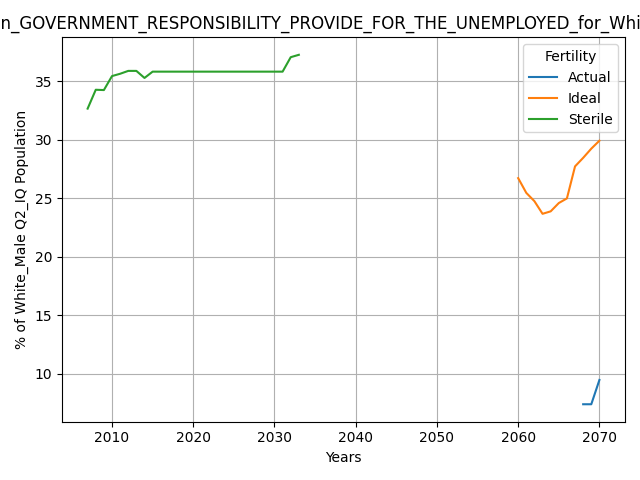 n_GOVERNMENT_RESPONSIBILITY_PROVIDE_FOR_THE_UNEMPLOYED_for_Whi
Fertility
Actual
Ideal
Sterile
% of White_Male Q2_IQ Population
35
30
25
20
15
10
2010 2020 2030 2040 2050 2060 2070
Years